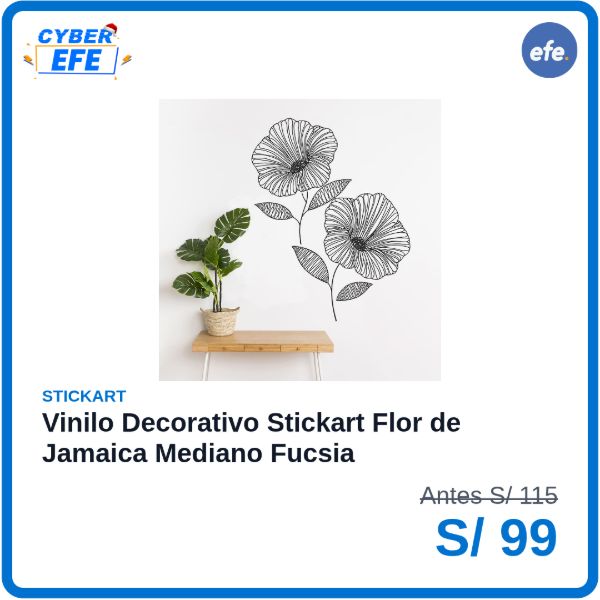 CYBER
EFE
efe.
STICKART
Vinilo Decorativo Stickart Flor de
Jamaica Mediano Fucsia
Antes S/ 115
S/ 99